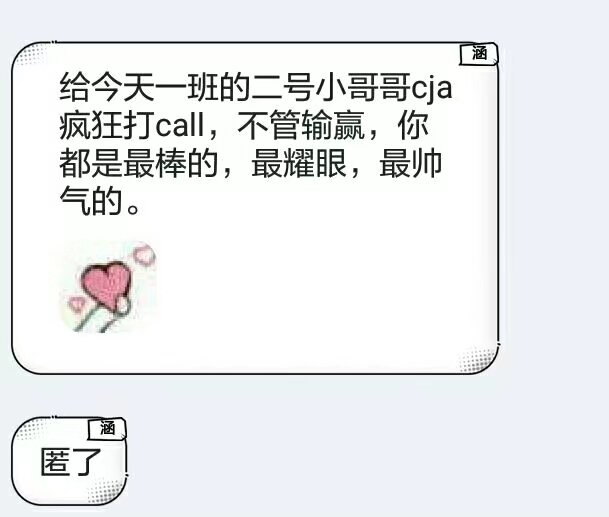 涵
给今天一班的二号小哥哥cja
疯狂打call，不管输赢，你
都是最棒的，最耀眼，最帅
气的。
涵
匿了